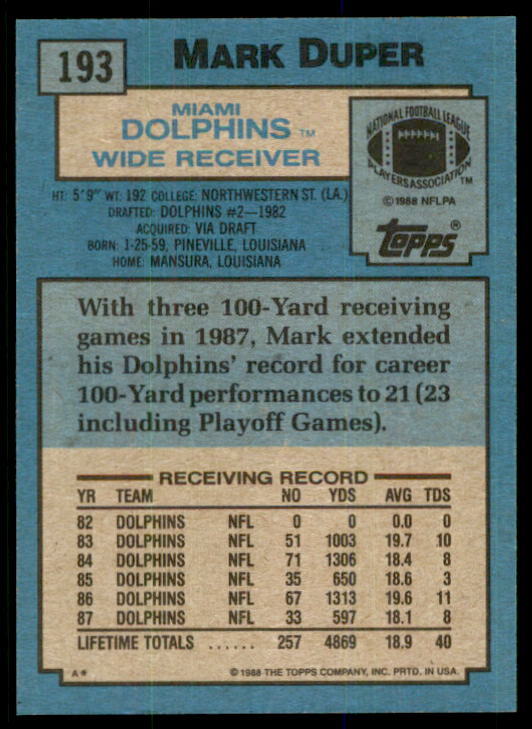 193
MARK DUPER
MIAMI
DOLPHINS TM
WIDE RECEIVER
NATIONAL FOOTBALL LEAGUE
PLAYERS ASSOCIATION TM
© 1988 NFLPA
topps®
HT: 5'9" WT: 192 COLLEGE: NORTHWESTERN ST. (LA.)
DRAFTED: DOLPHINS #2—1982
ACQUIRED: VIA DRAFT
BORN: 1-25-59, PINEVILLE, LOUISIANA
HOME: MANSURA, LOUISIANA
With three 100-Yard receiving
games in 1987, Mark extended
his Dolphins' record for career
100-Yard performances to 21 (23
including Playoff Games).
RECEIVING RECORD
YR TEAM NO YDS AVG TDS
82 DOLPHINS NFL 0 0 0.0 0
83 DOLPHINS NFL 51 1003 19.7 10
84 DOLPHINS NFL 71 1306 18.4 8
85 DOLPHINS NFL 35 650 18.6 3
86 DOLPHINS NFL 67 1313 19.6 11
87 DOLPHINS NFL 33 597 18.1 8
LIFETIME TOTALS ...... 257 4869 18.9 40
A* © 1988 THE TOPPS COMPANY, INC. PRTD. IN USA.